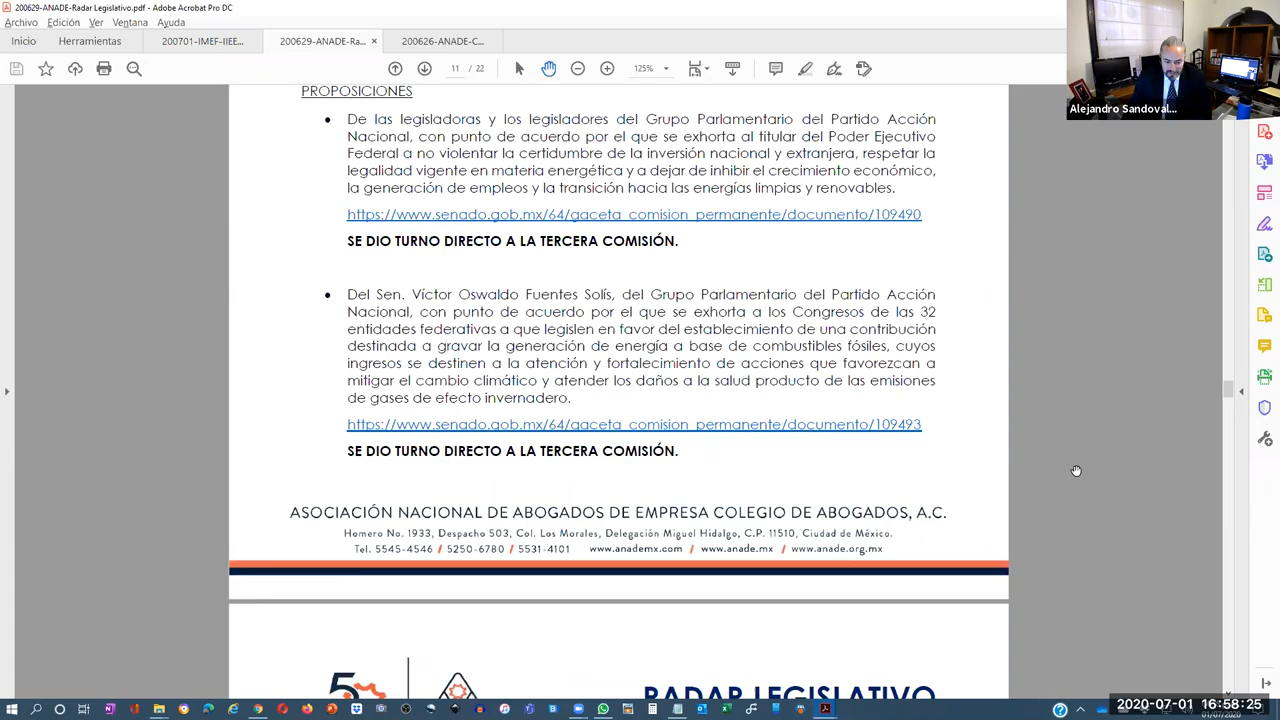 200629-ANADE-Radar Legislativo.pdf - Adobe Acrobat Pro DC
Archivo Edición Ver Ventana Ayuda
Inicio Herramientas 200701-IMEF-IIEE... 200629-ANADE-Ra... × 200626-ANADE-C...
11 / 22 125%
Alejandro Sandoval...
PROPOSICIONES
• De las legisladoras y los legisladores del Grupo Parlamentario del Partido Acción
Nacional, con punto de acuerdo por el que se exhorta al titular del Poder Ejecutivo
Federal a no violentar la certidumbre de la inversión nacional y extranjera, respetar la
legalidad vigente en materia energética y a dejar de inhibir el crecimiento económico,
la generación de empleos y la transición hacia las energías limpias y renovables.
https://www.senado.gob.mx/64/gaceta_comision_permanente/documento/109490
SE DIO TURNO DIRECTO A LA TERCERA COMISIÓN.
• Del Sen. Víctor Oswaldo Fuentes Solís, del Grupo Parlamentario del Partido Acción
Nacional, con punto de acuerdo por el que se exhorta a los Congresos de las 32
entidades federativas a que legislen en favor del establecimiento de una contribución
destinada a gravar la generación de energía a base de combustibles fósiles, cuyos
ingresos se destinen a la atención y fortalecimiento de acciones que favorezcan a
mitigar el cambio climático y atender los daños a la salud producto de las emisiones
de gases de efecto invernadero.
https://www.senado.gob.mx/64/gaceta_comision_permanente/documento/109493
SE DIO TURNO DIRECTO A LA TERCERA COMISIÓN.
ASOCIACIÓN NACIONAL DE ABOGADOS DE EMPRESA COLEGIO DE ABOGADOS, A.C.
Homero No. 1933, Despacho 503, Col. Los Morales, Delegación Miguel Hidalgo, C.P. 11510, Ciudad de México.
Tel. 5545-4546 / 5250-6780 / 5531-4101 www.anademx.com / www.anade.mx / www.anade.org.mx
RADAR LEGISLATIVO
2020-07-01 16:58:25
01/07/2020